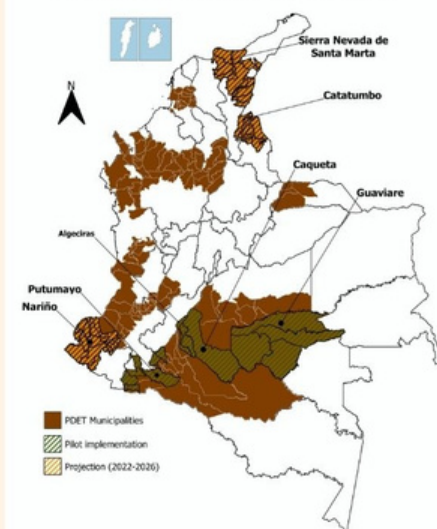 Sierra Nevada de
Santa Marta
N
Catatumbo
Caqueta
Guaviare
Algeciras
Putumayo
Nariño
PDET Municipalities
Pilot implementation
Projection (2022-2026)